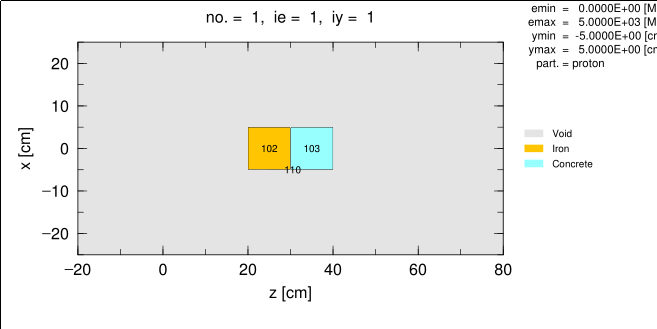 no. = 1, ie = 1, iy = 1
emin = 0.0000E+00 [M
emax = 5.0000E+03 [M
ymin = -5.0000E+00 [cm
ymax = 5.0000E+00 [cm
part. = proton
x [cm]
20
10
0
−10
−20
102
103
110
Void
Iron
Concrete
−20
0
20
40
60
80
z [cm]